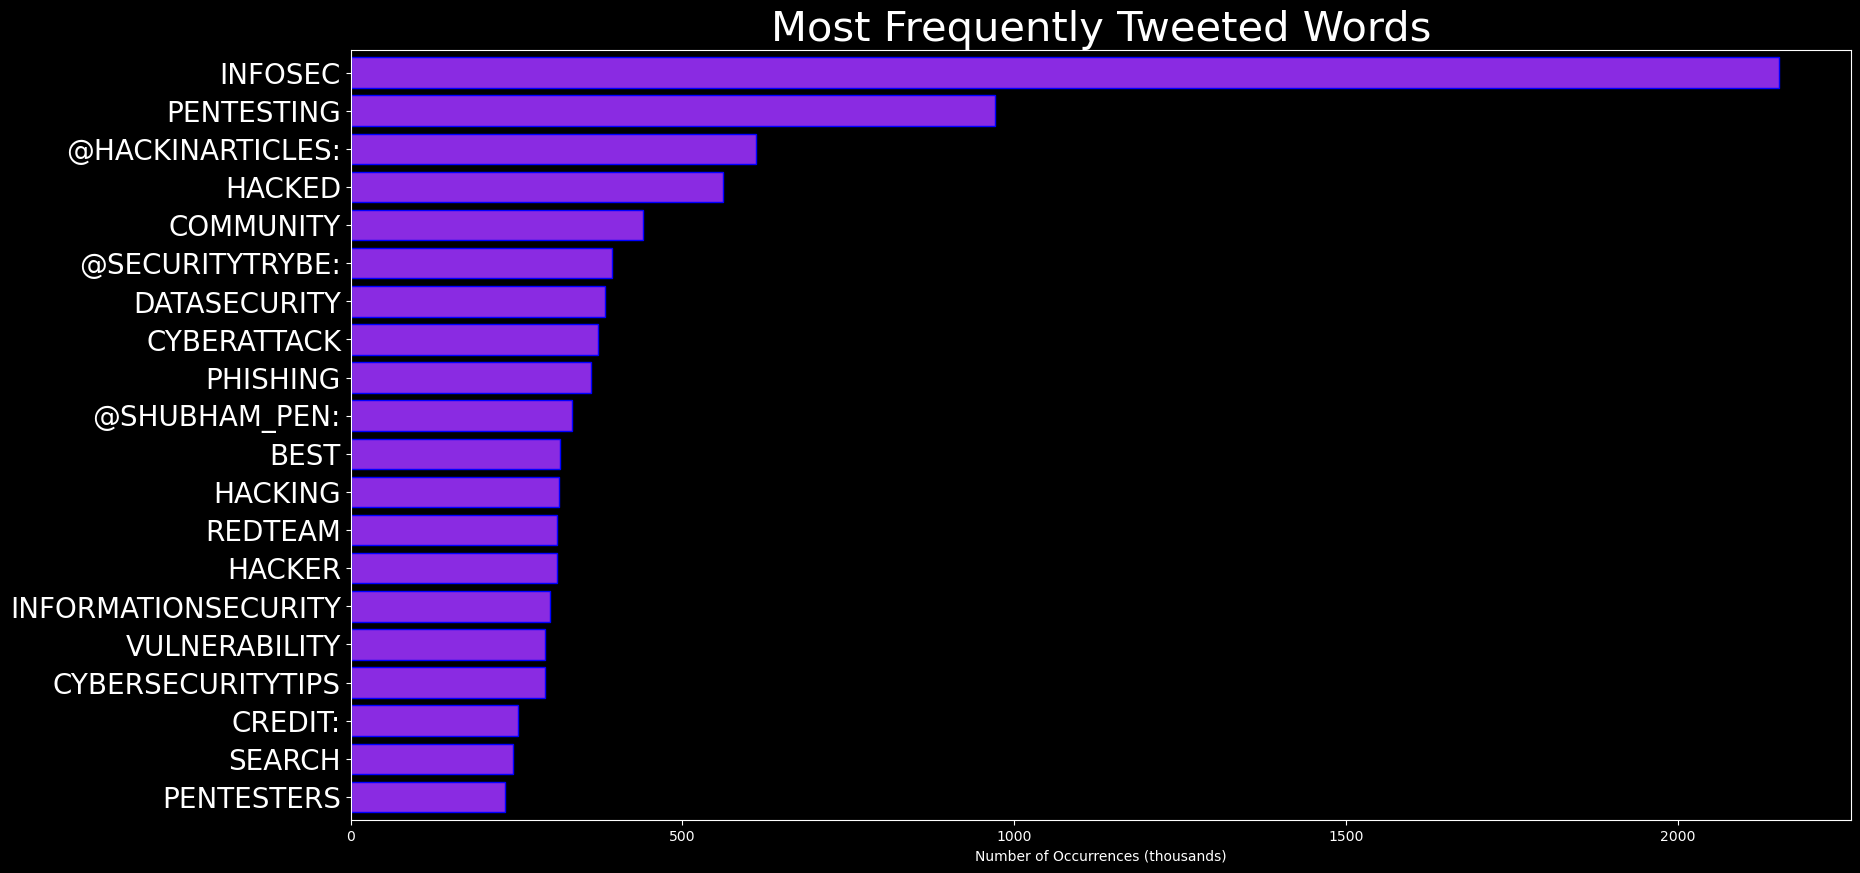 Most Frequently Tweeted Words
INFOSEC
PENTESTING
@HACKINARTICLES:
HACKED
COMMUNITY
@SECURITYTRYBE:
DATASECURITY
CYBERATTACK
PHISHING
@SHUBHAM_PEN:
BEST
HACKING
REDTEAM
HACKER
INFORMATIONSECURITY
VULNERABILITY
CYBERSECURITYTIPS
CREDIT:
SEARCH
PENTESTERS
0 500 1000 1500 2000
Number of Occurrences (thousands)